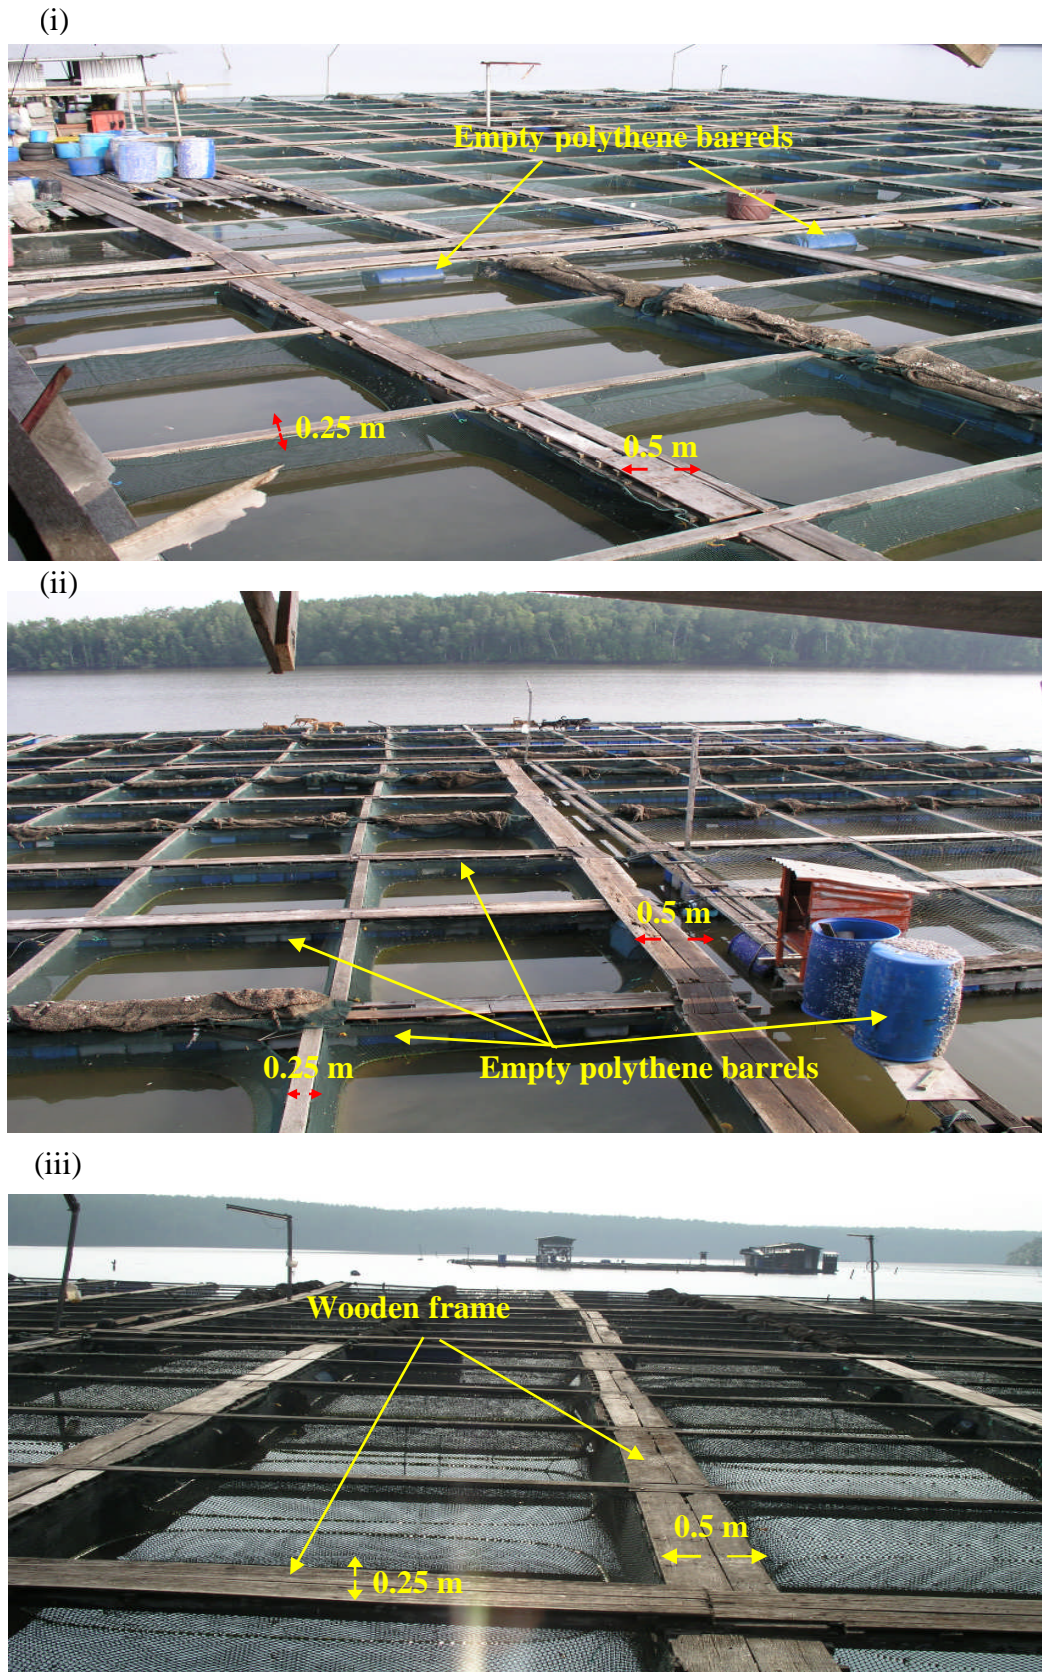 (i)
Empty polythene barrels
0.25 m
0.5 m
(ii)
0.5 m
0.25 m
Empty polythene barrels
(iii)
Wooden frame
0.5 m
0.25 m